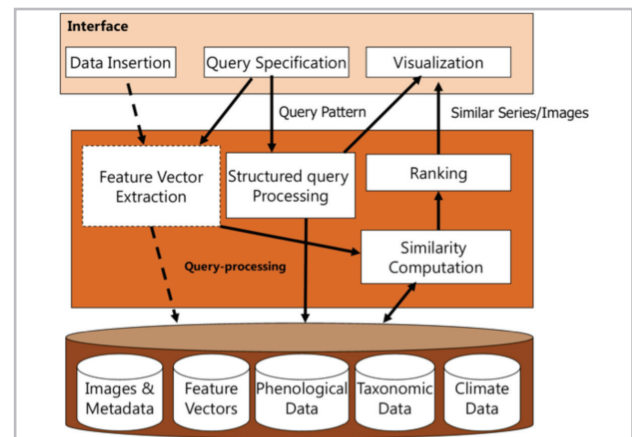 Interface
Data Insertion
Query Specification
Visualization
Query Pattern
Similar Series/Images
Feature Vector
Extraction
Structured query
Processing
Ranking
Similarity
Computation
Query-processing
Images &
Metadata
Feature
Vectors
Phenological
Data
Taxonomic
Data
Climate
Data